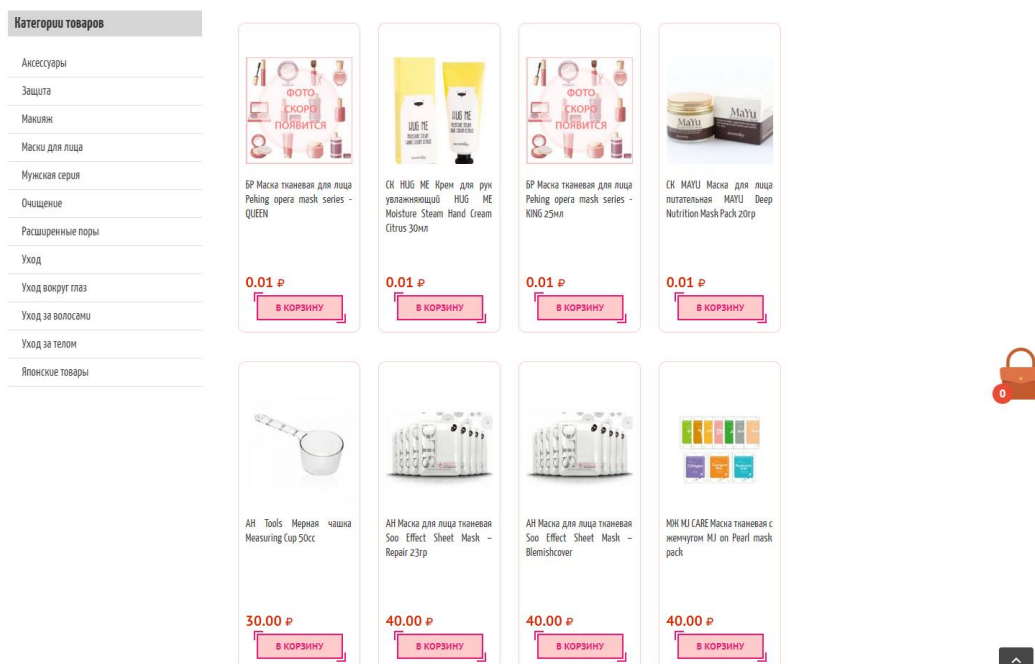 Категории товаров
Аксессуары
Защита
Макияж
Маски для лица
Мужская серия
Очищение
Расширенные поры
Уход
Уход вокруг глаз
Уход за волосами
Уход за телом
Японские товары
ФОТО
СКОРО
ПОЯВИТСЯ
БР Маска тканевая для лица
Peking opera mask series -
QUEEN
0.01 ₽
В КОРЗИНУ
HUG ME
HUG ME
СК HUG ME Крем для рук
увлажняющий HUG ME
Moisture Steam Hand Cream
Citrus 30мл
0.01 ₽
В КОРЗИНУ
ФОТО
СКОРО
ПОЯВИТСЯ
БР Маска тканевая для лица
Peking opera mask series -
KING 25мл
0.01 ₽
В КОРЗИНУ
MaYu
MaYu
СК MAYU Маска для лица
питательная MAYU Deep
Nutrition Mask Pack 20гр
0.01 ₽
В КОРЗИНУ
0
АН Tools Мерная чашка
Measuring Cup 50cc
30.00 ₽
В КОРЗИНУ
АН Маска для лица тканевая
Soo Effect Sheet Mask –
Repair 23гр
40.00 ₽
В КОРЗИНУ
АН Маска для лица тканевая
Soo Effect Sheet Mask –
Blemishcover
40.00 ₽
В КОРЗИНУ
МЖ MJ CARE Маска тканевая с
жемчугом MJ on Pearl mask
pack
40.00 ₽
В КОРЗИНУ